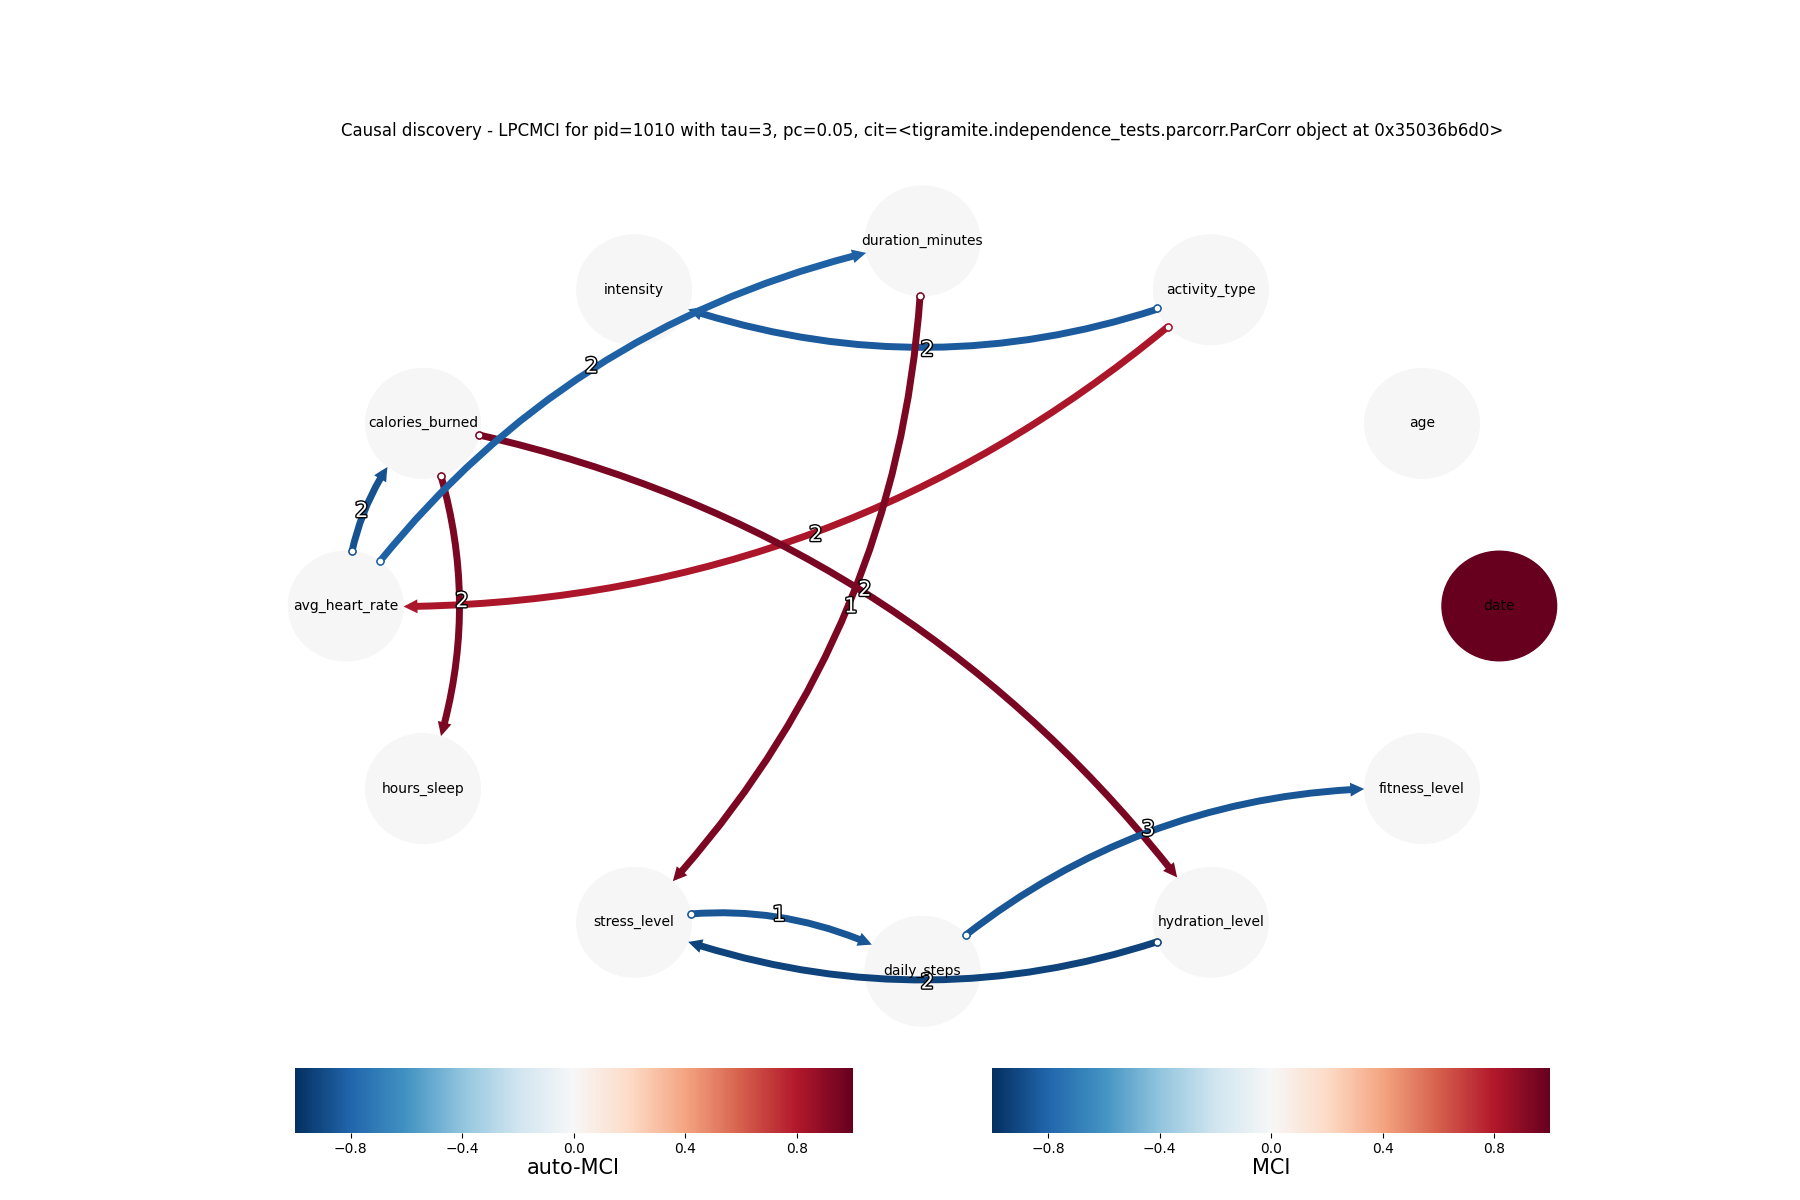 Causal discovery - LPCMCI for pid=1010 with tau=3, pc=0.05, cit=<tigramite.independence_tests.parcorr.ParCorr object at 0x35036b6d0>
duration_minutes
intensity
activity_type
2
2
calories_burned
age
2
2
2
2
1
avg_heart_rate
date
hours_sleep
fitness_level
3
stress_level
1
hydration_level
daily_steps
2
−0.8 −0.4 0.0 0.4 0.8
auto-MCI
−0.8 −0.4 0.0 0.4 0.8
MCI